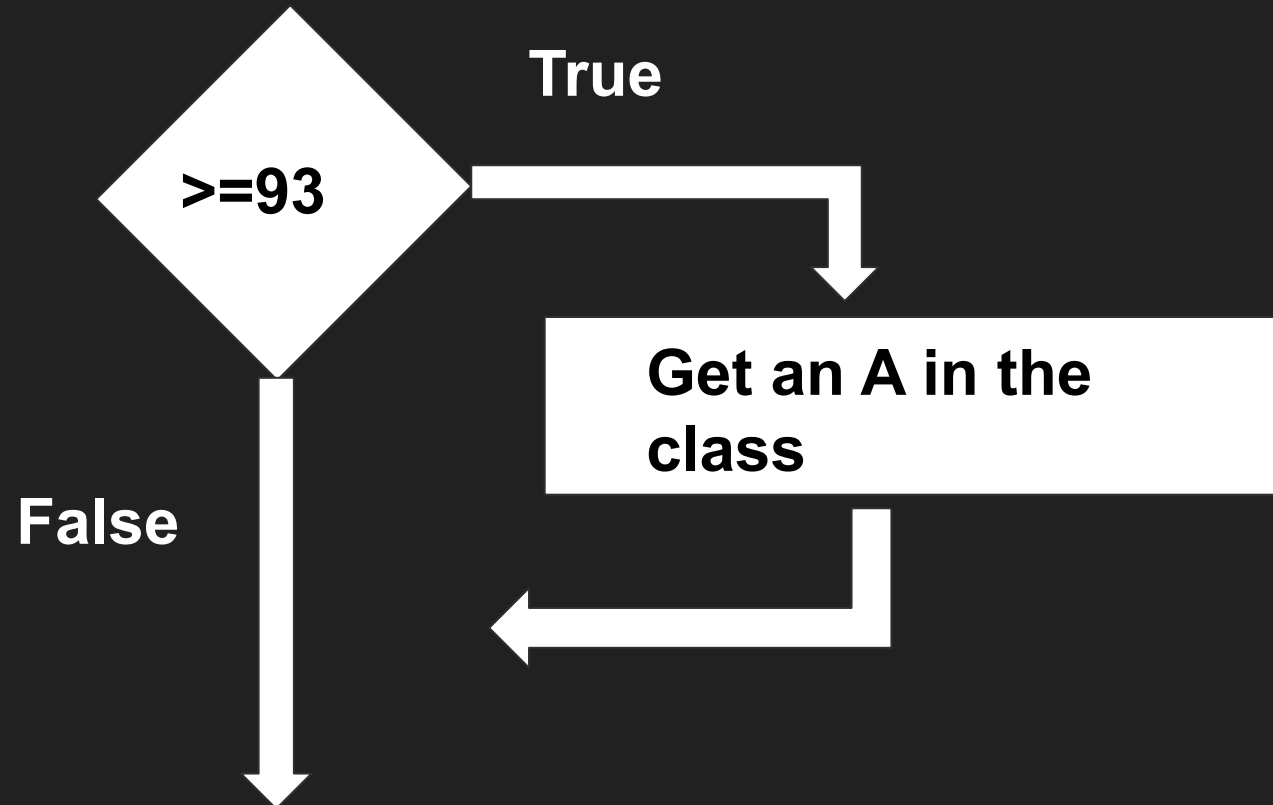 True
>=93
Get an A in the
class
False